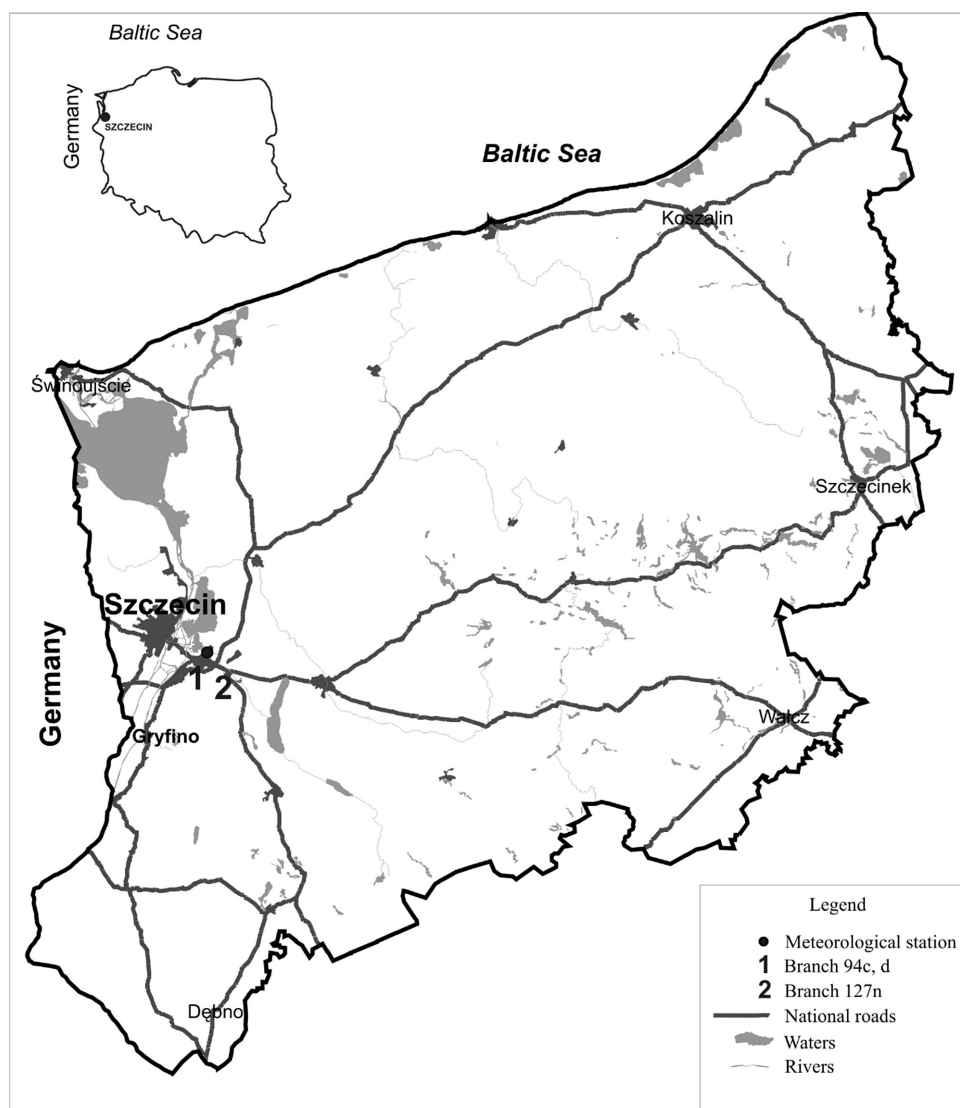 Baltic Sea
Germany
SZCZECIN
Baltic Sea
Koszalin
Świnoujście
Szczecinek
Szczecin
1
2
Germany
Gryfino
Wałcz
Dębno
Legend
Meteorological station
1 Branch 94c, d
2 Branch 127n
National roads
Waters
Rivers